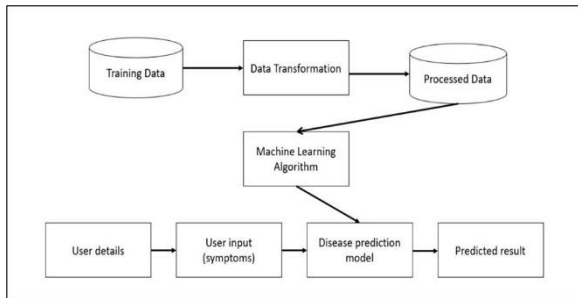 Training Data
Data Transformation
Processed Data
Machine Learning
Algorithm
User details
User input
(symptoms)
Disease prediction
model
Predicted result